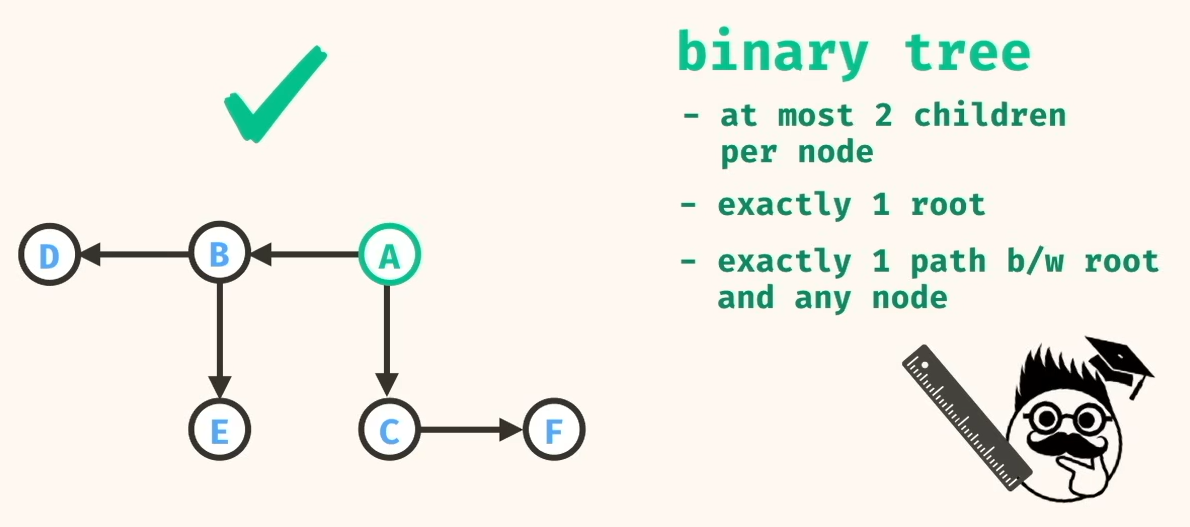 binary tree
- at most 2 children
per node
- exactly 1 root
- exactly 1 path b/w root
and any node
D
B
A
E
C
F